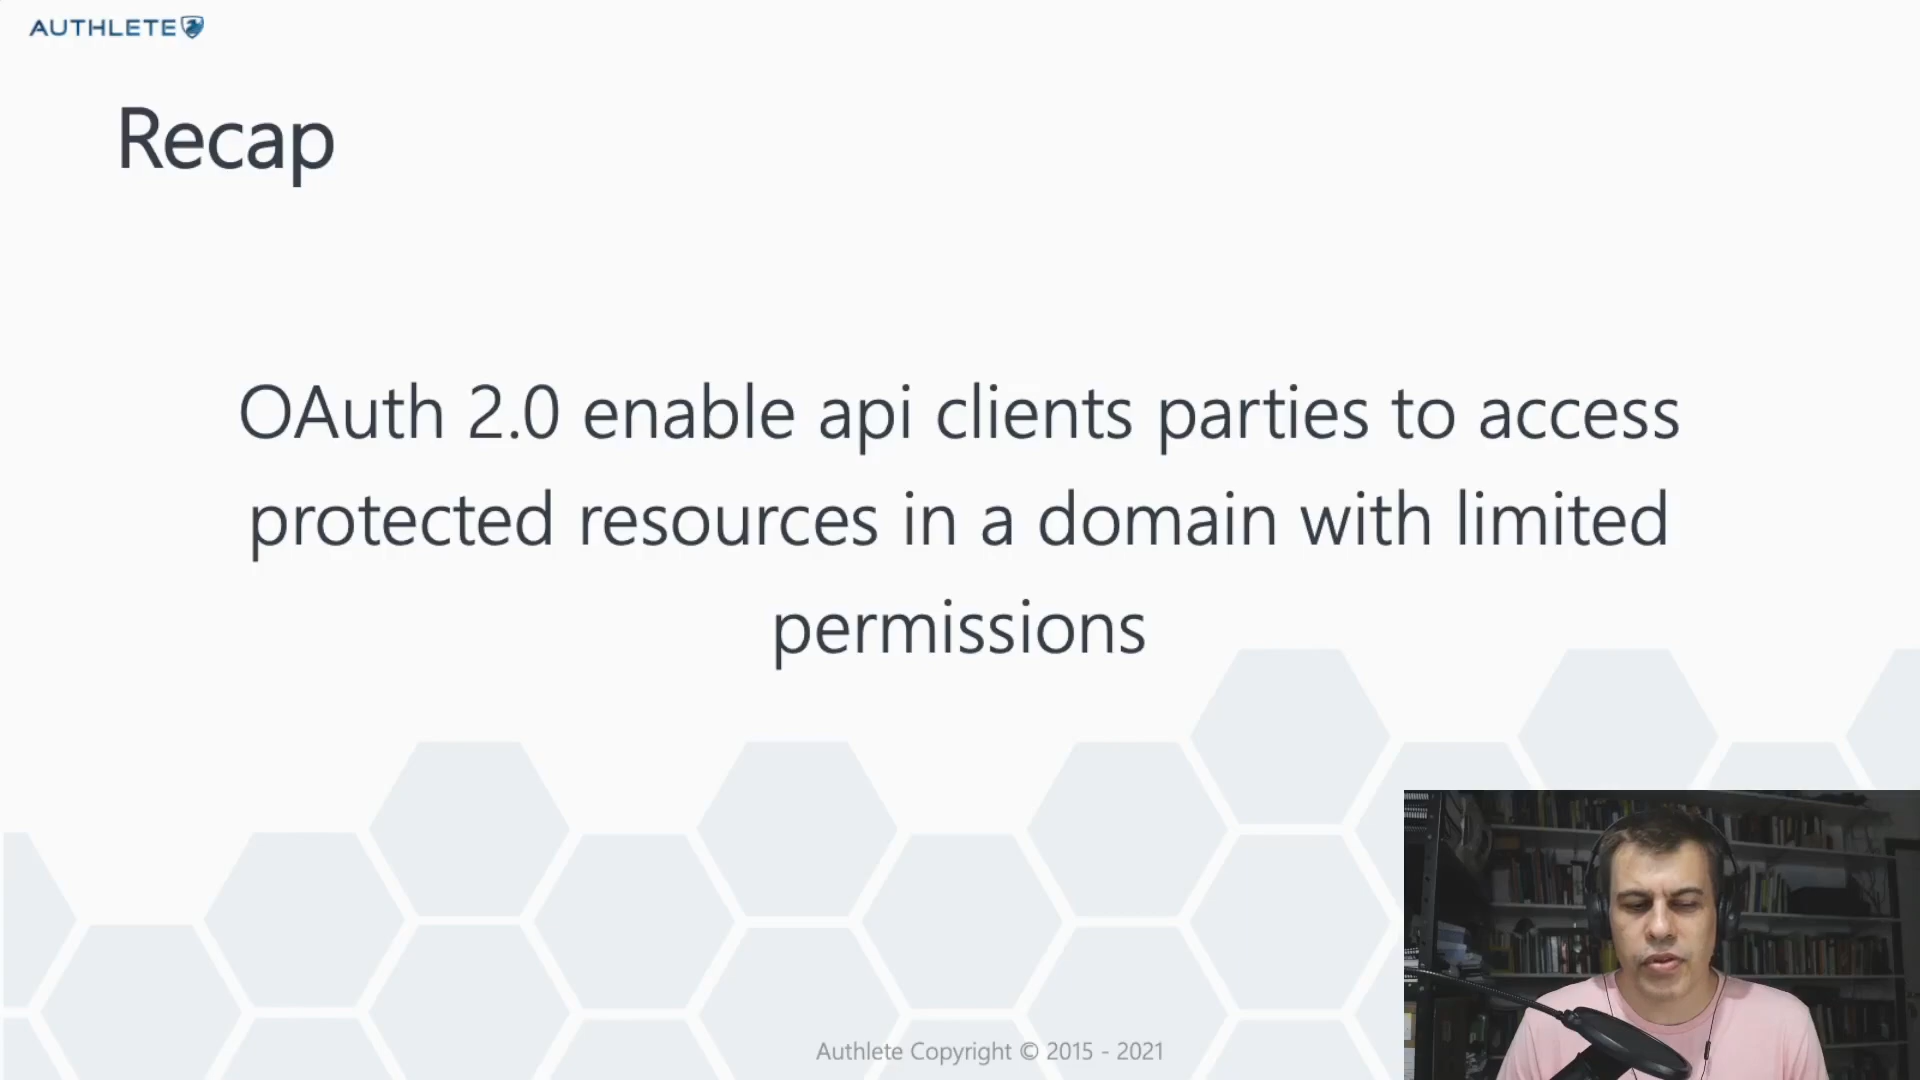 AUTHLETE
Recap
OAuth 2.0 enable api clients parties to access
protected resources in a domain with limited
permissions
Authlete Copyright © 2015 - 2021